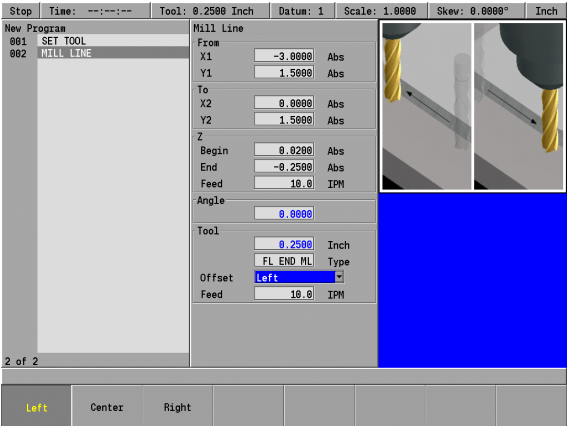 Stop Time: --:--:-- Tool: 0.2500 Inch Datum: 1 Scale: 1.0000 Skew: 0.0000° Inch
New Program
001 SET TOOL
002 MILL LINE
2 of 2
Mill Line
From
X1 -3.0000 Abs
Y1 1.5000 Abs
To
X2 0.0000 Abs
Y2 1.5000 Abs
Z
Begin 0.0200 Abs
End -0.2500 Abs
Feed 10.0 IPM
Angle
0.0000
Tool
0.2500 Inch
FL END ML Type
Offset Left
Feed 10.0 IPM
Left Center Right